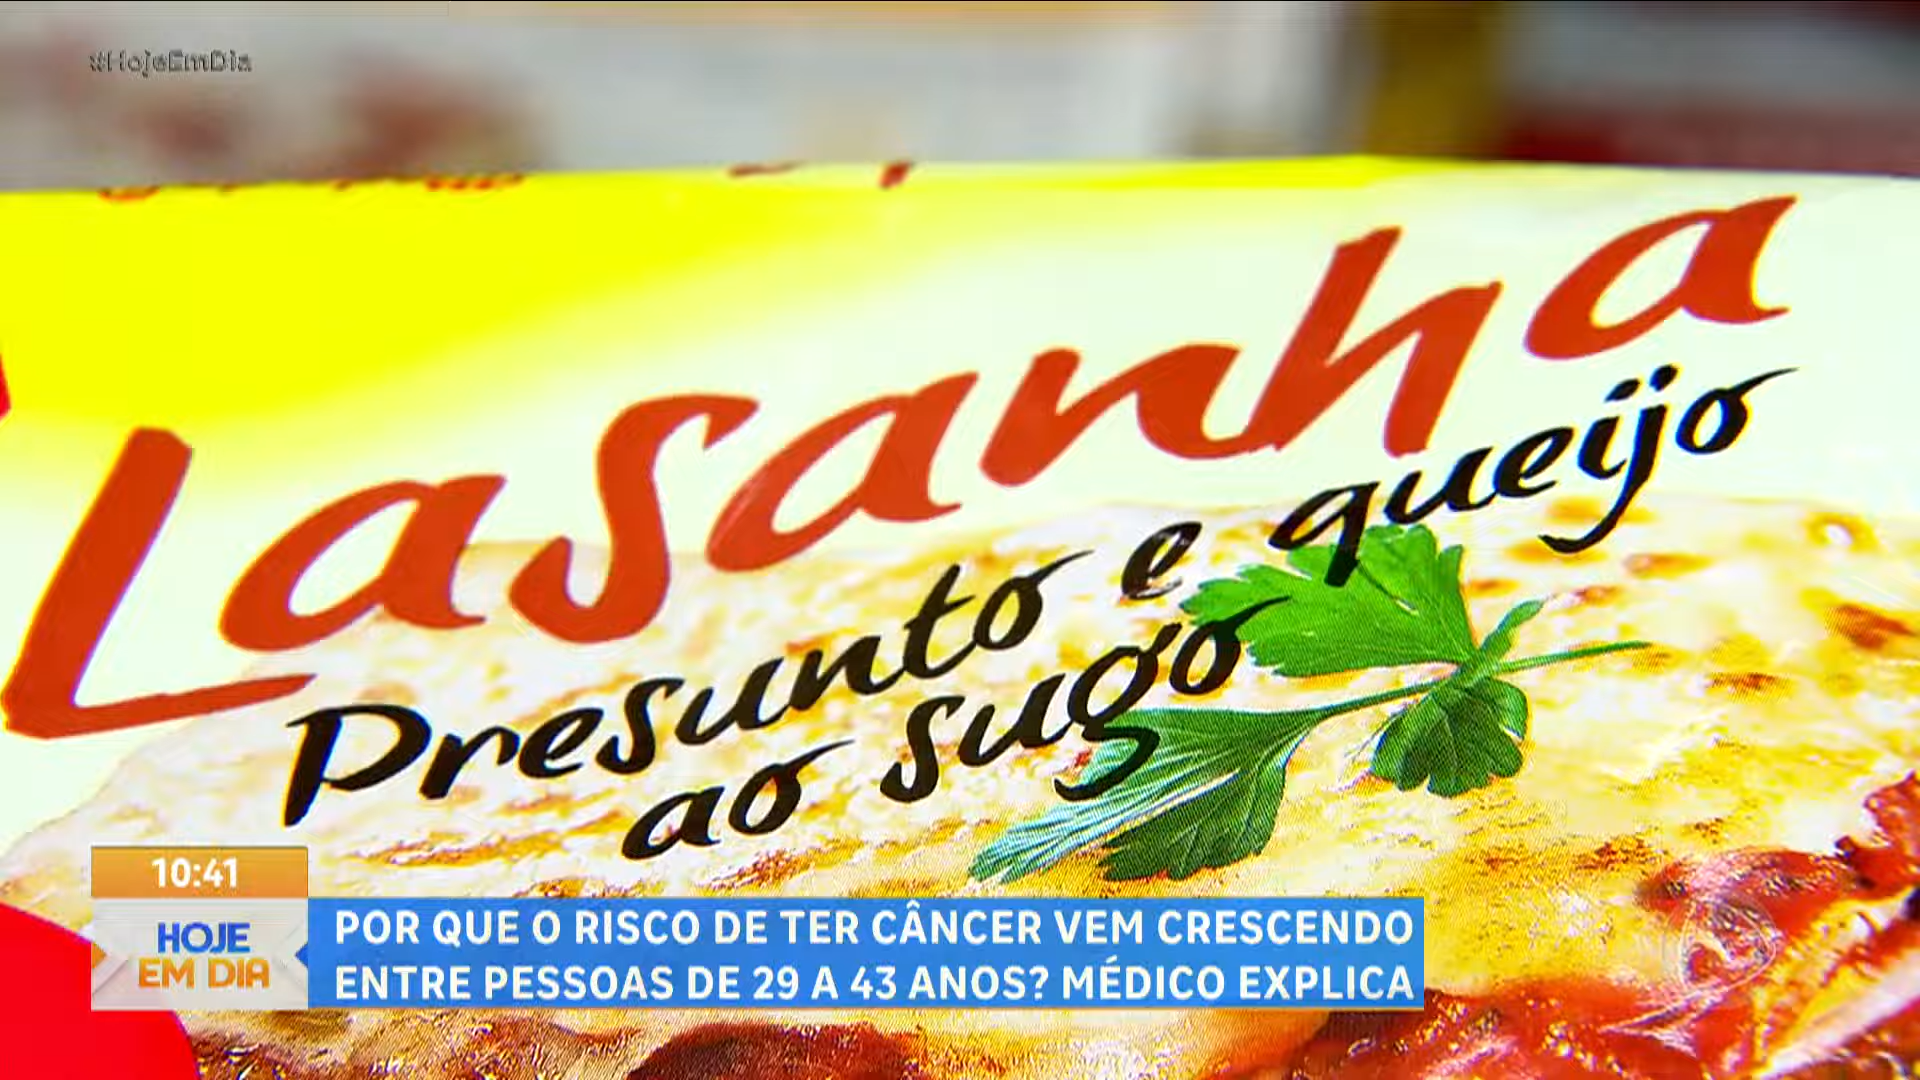 #HojeEmDia
Lasanha
Presunto e queijo
ao sugo
10:41
HOJE
EM DIA
POR QUE O RISCO DE TER CÂNCER VEM CRESCENDO
ENTRE PESSOAS DE 29 A 43 ANOS? MÉDICO EXPLICA